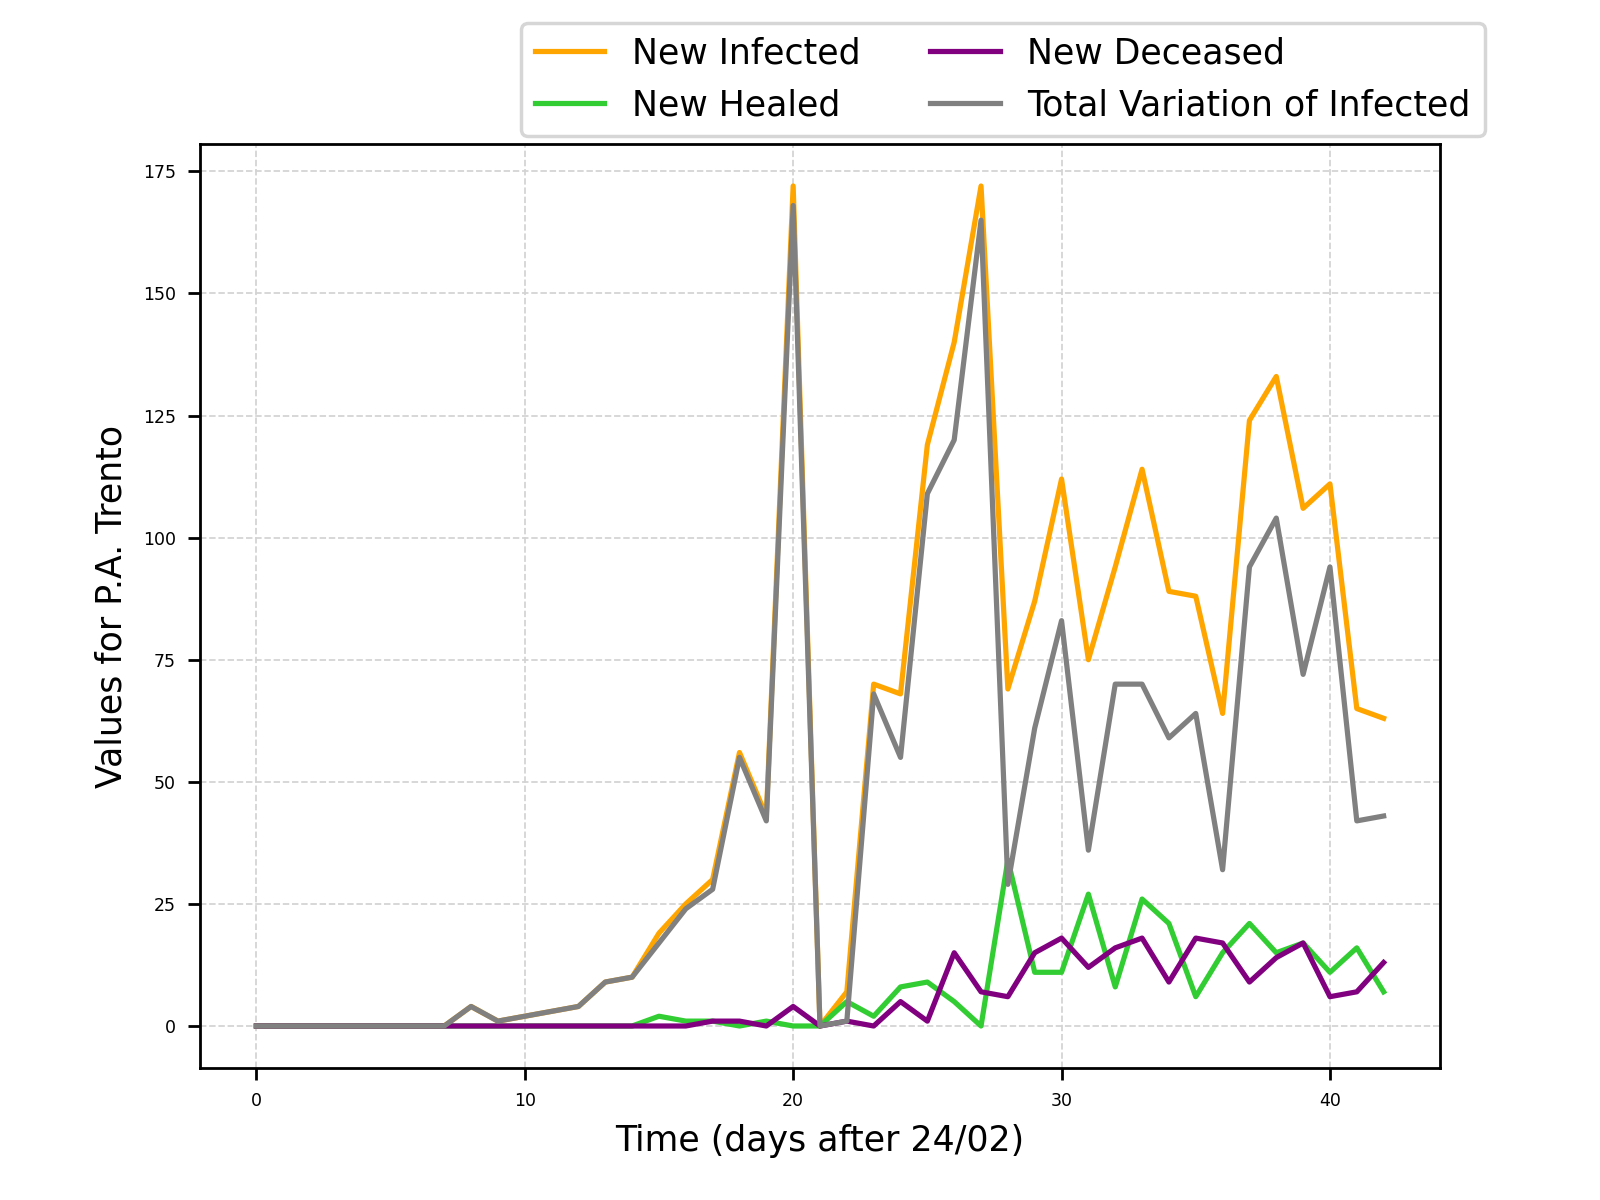 New Infected
New Healed
New Deceased
Total Variation of Infected
175
150
125
100
75
50
25
0
Values for P.A. Trento
0 10 20 30 40
Time (days after 24/02)